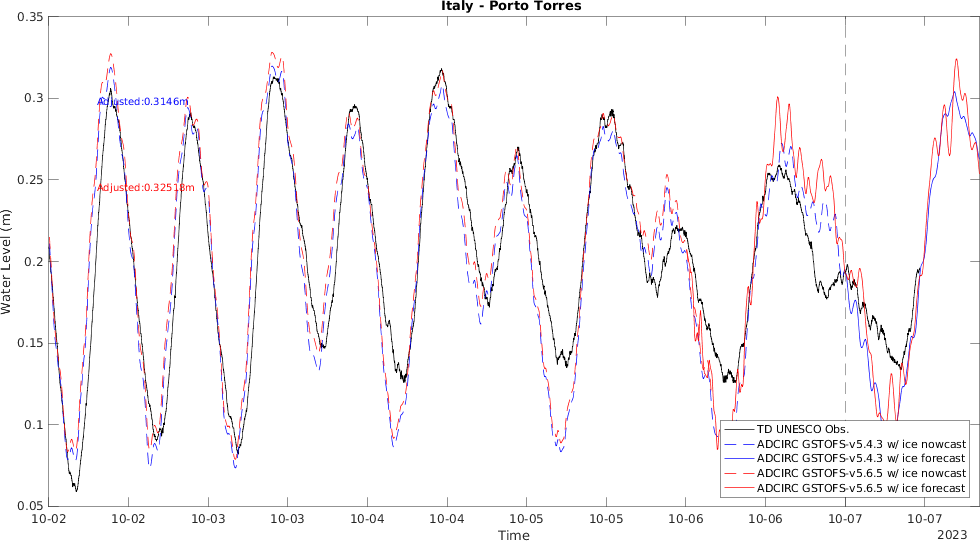 Italy - Porto Torres
0.35
0.3
0.25
0.2
0.15
0.1
0.05
Water Level (m)
Adjusted:0.3146m
Adjusted:0.32518m
TD UNESCO Obs.
ADCIRC GSTOFS-v5.4.3 w/ ice nowcast
ADCIRC GSTOFS-v5.4.3 w/ ice forecast
ADCIRC GSTOFS-v5.6.5 w/ ice nowcast
ADCIRC GSTOFS-v5.6.5 w/ ice forecast
10-02 10-02 10-03 10-03 10-04 10-04 10-05 10-05 10-06 10-06 10-07 10-07
Time
2023